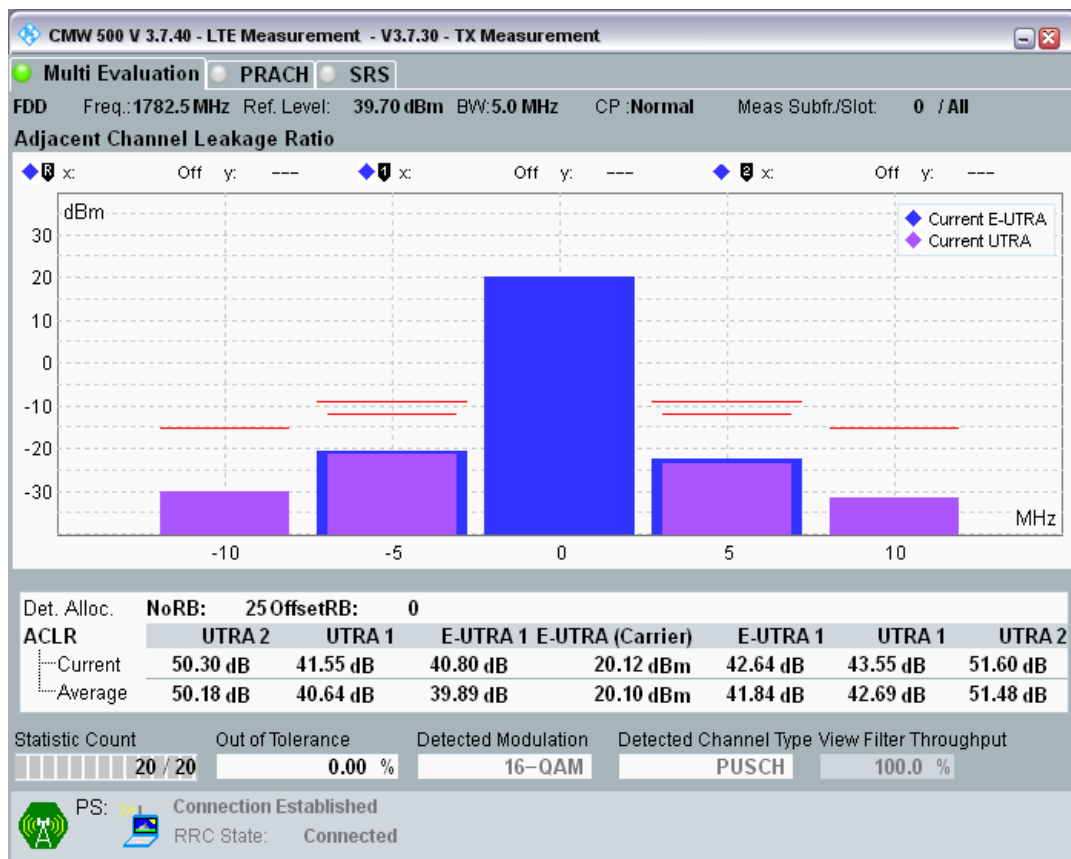 CMW 500 V 3.7.40 - LTE Measurement - V3.7.30 - TX Measurement
Multi Evaluation PRACH SRS
FDD Freq.: 1782.5 MHz Ref. Level: 39.70 dBm BW: 5.0 MHz CP : Normal Meas Subfr./Slot: 0 / All
Adjacent Channel Leakage Ratio
R x: Off y: --- 1 x: Off y: --- 2 x: Off y: ---
dBm
Current E-UTRA
Current UTRA
30
20
10
0
-10
-20
-30
MHz
-10 -5 0 5 10
Det. Alloc. NoRB: 25 OffsetRB: 0
ACLR UTRA 2 UTRA 1 E-UTRA 1 E-UTRA (Carrier) E-UTRA 1 UTRA 1 UTRA 2
Current 50.30 dB 41.55 dB 40.80 dB 20.12 dBm 42.64 dB 43.55 dB 51.60 dB
Average 50.18 dB 40.64 dB 39.89 dB 20.10 dBm 41.84 dB 42.69 dB 51.48 dB
Statistic Count Out of Tolerance Detected Modulation Detected Channel Type View Filter Throughput
20 / 20 0.00 % 16-QAM PUSCH 100.0 %
PS: Connection Established
RRC State: Connected